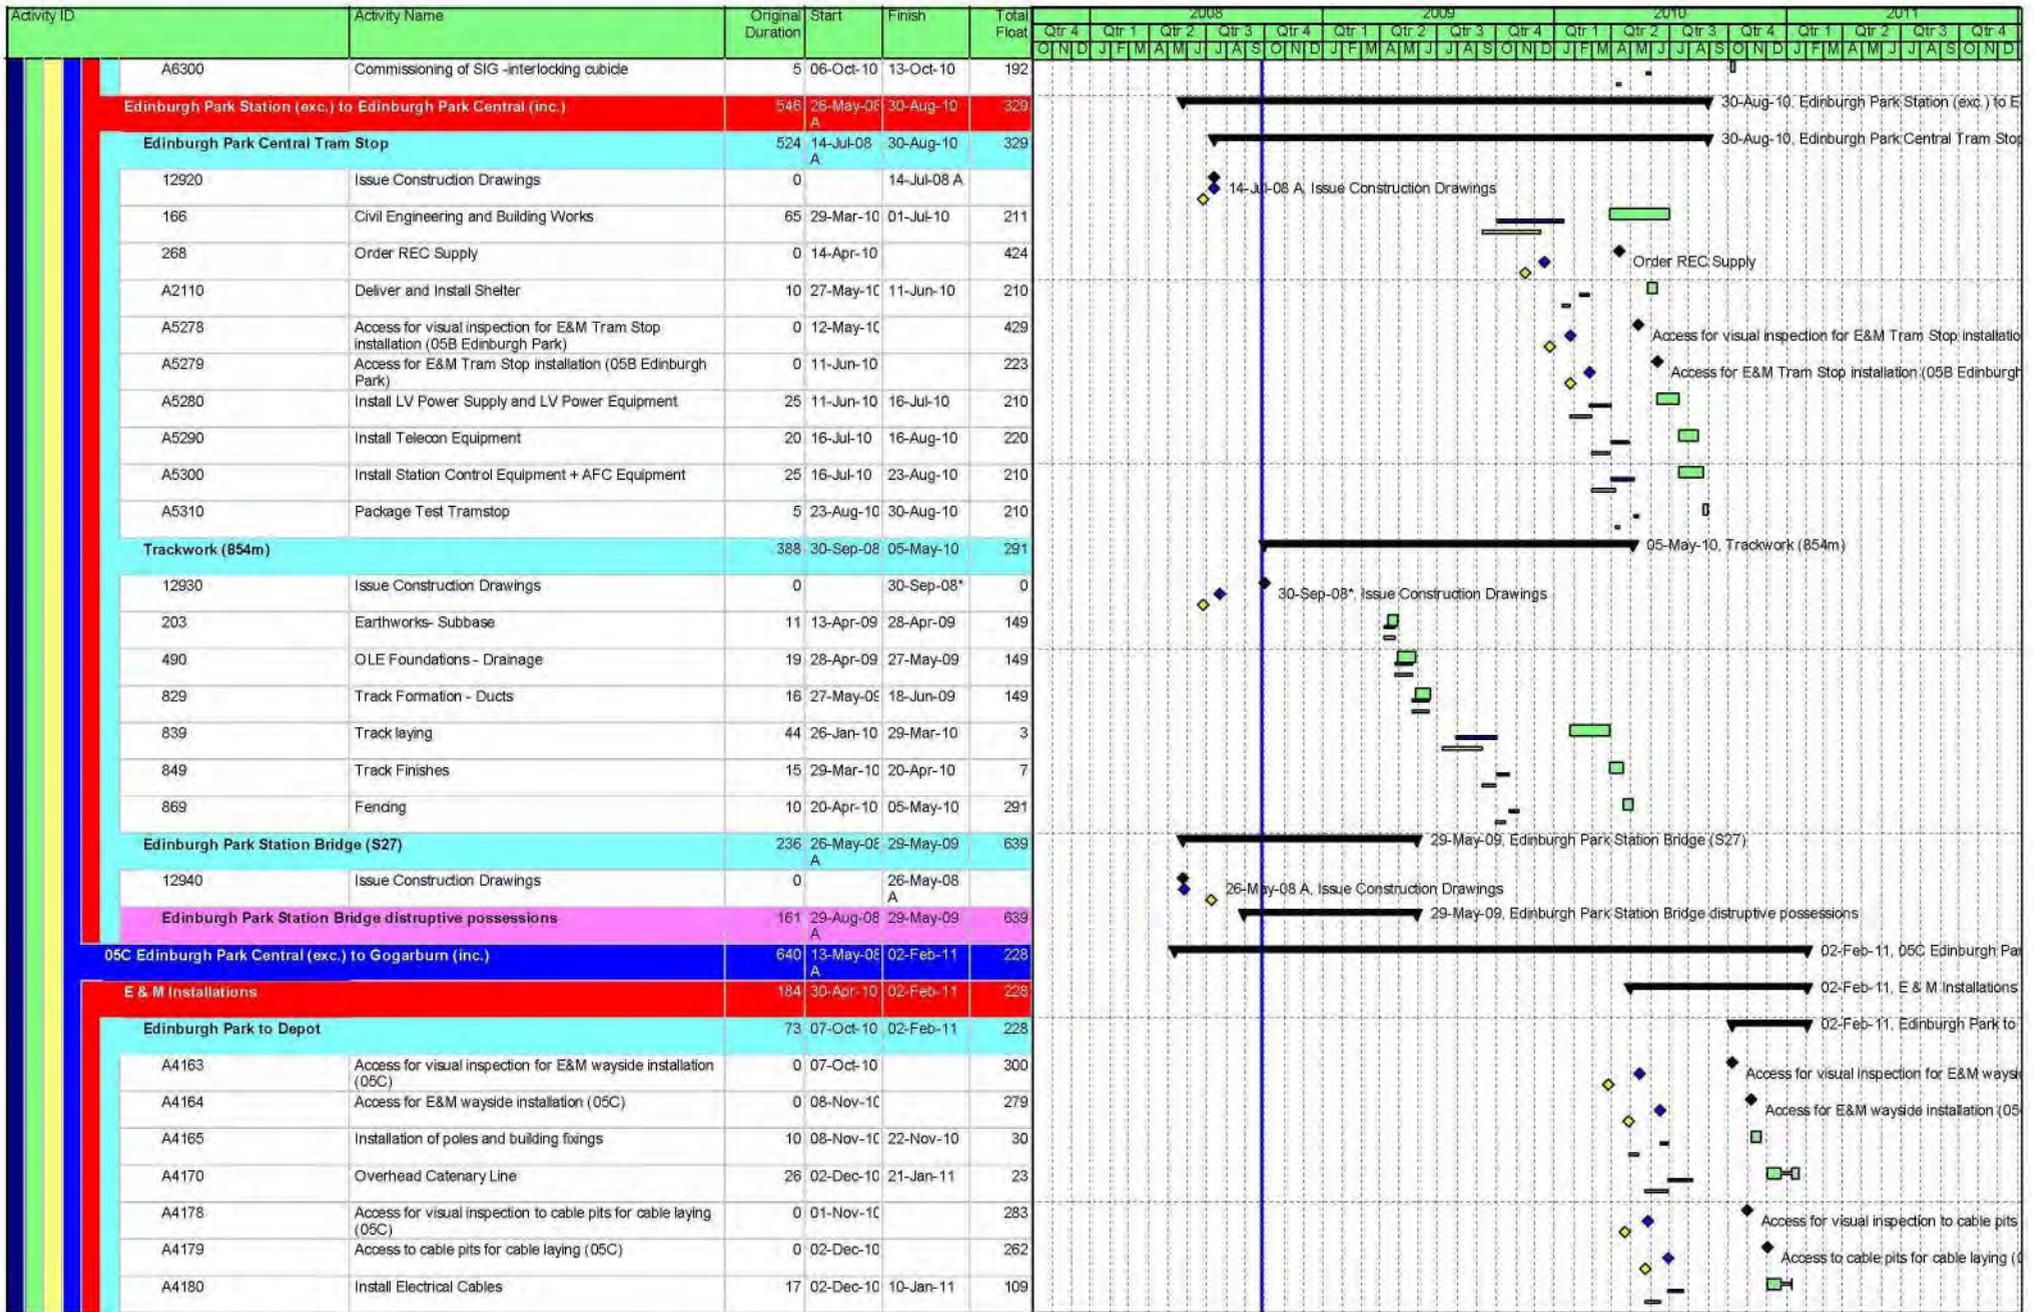 Activity ID Activity Name Original Duration Start Finish Total Float
2008 2009 2010 2011
Qtr 4 Qtr 1 Qtr 2 Qtr 3 Qtr 4 Qtr 1 Qtr 2 Qtr 3 Qtr 4 Qtr 1 Qtr 2 Qtr 3 Qtr 4 Qtr 1 Qtr 2 Qtr 3 Qtr 4
O N D J F M A M J J A S O N D J F M A M J J A S O N D J F M A M J J A S O N D J F M A M J J A S O N D
A6300 Commissioning of SIG -interlocking cubicle 5 06-Oct-10 13-Oct-10 192
Edinburgh Park Station (exc.) to Edinburgh Park Central (inc.) 546 26-May-08 A 30-Aug-10 329 30-Aug-10, Edinburgh Park Station (exc.) to E
Edinburgh Park Central Tram Stop 524 14-Jul-08 A 30-Aug-10 329 30-Aug-10, Edinburgh Park Central Tram Stop
12920 Issue Construction Drawings 0 14-Jul-08 A 14-Jul-08 A, Issue Construction Drawings
166 Civil Engineering and Building Works 65 29-Mar-10 01-Jul-10 211
268 Order REC Supply 0 14-Apr-10 424 Order REC Supply
A2110 Deliver and Install Shelter 10 27-May-10 11-Jun-10 210
A5278 Access for visual inspection for E&M Tram Stop installation (05B Edinburgh Park) 0 12-May-10 429 Access for visual inspection for E&M Tram Stop installatio
A5279 Access for E&M Tram Stop installation (05B Edinburgh Park) 0 11-Jun-10 223 Access for E&M Tram Stop installation (05B Edinburgh
A5280 Install LV Power Supply and LV Power Equipment 25 11-Jun-10 16-Jul-10 210
A5290 Install Telecon Equipment 20 16-Jul-10 16-Aug-10 220
A5300 Install Station Control Equipment + AFC Equipment 25 16-Jul-10 23-Aug-10 210
A5310 Package Test Tramstop 5 23-Aug-10 30-Aug-10 210
Trackwork (854m) 388 30-Sep-08 05-May-10 291 05-May-10, Trackwork (854m)
12930 Issue Construction Drawings 0 30-Sep-08* 0 30-Sep-08*, Issue Construction Drawings
203 Earthworks- Subbase 11 13-Apr-09 28-Apr-09 149
490 OLE Foundations - Drainage 19 28-Apr-09 27-May-09 149
829 Track Formation - Ducts 16 27-May-09 18-Jun-09 149
839 Track laying 44 26-Jan-10 29-Mar-10 3
849 Track Finishes 15 29-Mar-10 20-Apr-10 7
869 Fencing 10 20-Apr-10 05-May-10 291
Edinburgh Park Station Bridge (S27) 236 26-May-08 A 29-May-09 639 29-May-09, Edinburgh Park Station Bridge (S27)
12940 Issue Construction Drawings 0 26-May-08 A 26-May-08 A, Issue Construction Drawings
Edinburgh Park Station Bridge distruptive possessions 161 29-Aug-08 A 29-May-09 639 29-May-09, Edinburgh Park Station Bridge distruptive possessions
05C Edinburgh Park Central (exc.) to Gogarburn (inc.) 640 13-May-08 A 02-Feb-11 228 02-Feb-11, 05C Edinburgh Pa
E & M Installations 184 30-Apr-10 02-Feb-11 228 02-Feb-11, E & M Installations
Edinburgh Park to Depot 73 07-Oct-10 02-Feb-11 228 02-Feb-11, Edinburgh Park to
A4163 Access for visual inspection for E&M wayside installation (05C) 0 07-Oct-10 300 Access for visual inspection for E&M waysi
A4164 Access for E&M wayside installation (05C) 0 08-Nov-10 279 Access for E&M wayside installation (05
A4165 Installation of poles and building fixings 10 08-Nov-10 22-Nov-10 30
A4170 Overhead Catenary Line 26 02-Dec-10 21-Jan-11 23
A4178 Access for visual inspection to cable pits for cable laying (05C) 0 01-Nov-10 283 Access for visual inspection to cable pits
A4179 Access to cable pits for cable laying (05C) 0 02-Dec-10 262 Access to cable pits for cable laying (
A4180 Install Electrical Cables 17 02-Dec-10 10-Jan-11 109